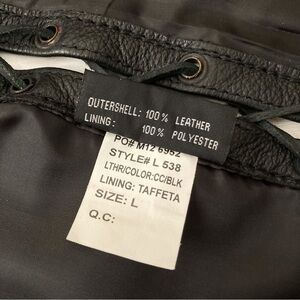 OUTERSHELL: 100% LEATHER
LINING: 100% POLYESTER
PO# M12 6952
STYLE# L 538
LTHR/COLOR:CC/BLK
LINING: TAFFETA
SIZE: L
Q.C: